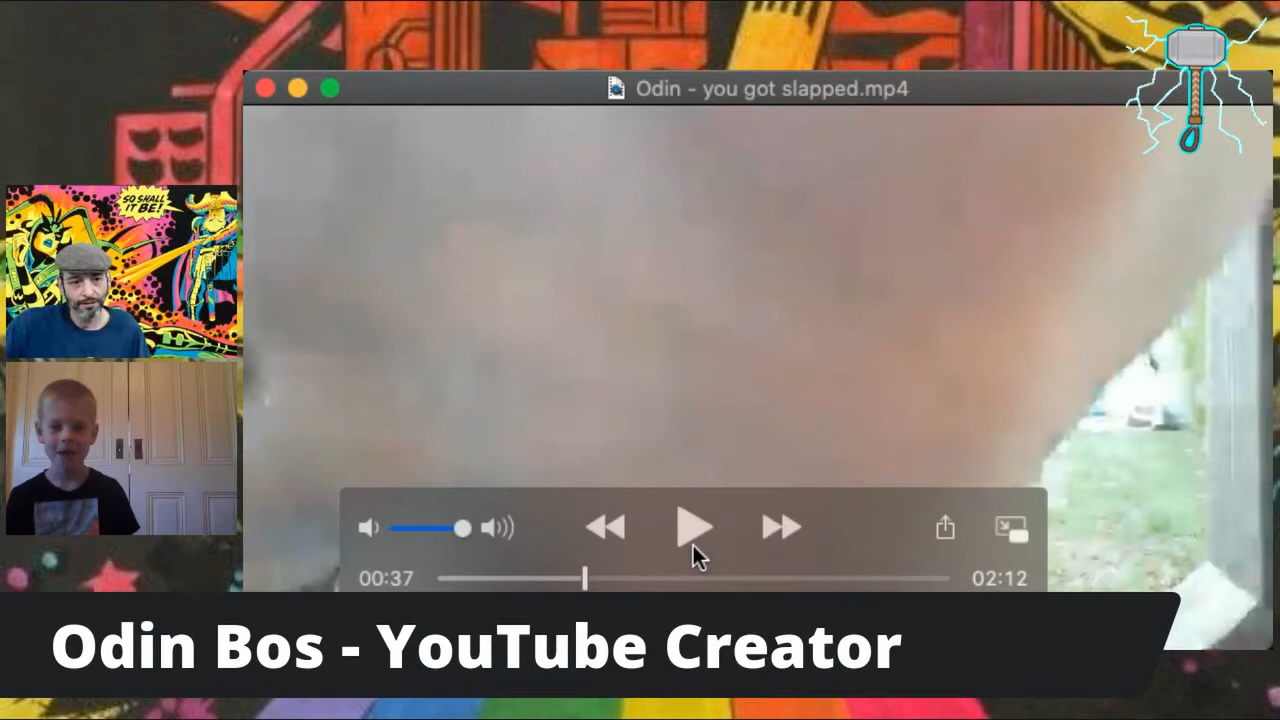 Odin - you got slapped.mp4
SO SHALL
IT BE!
00:37
02:12
Odin Bos - YouTube Creator